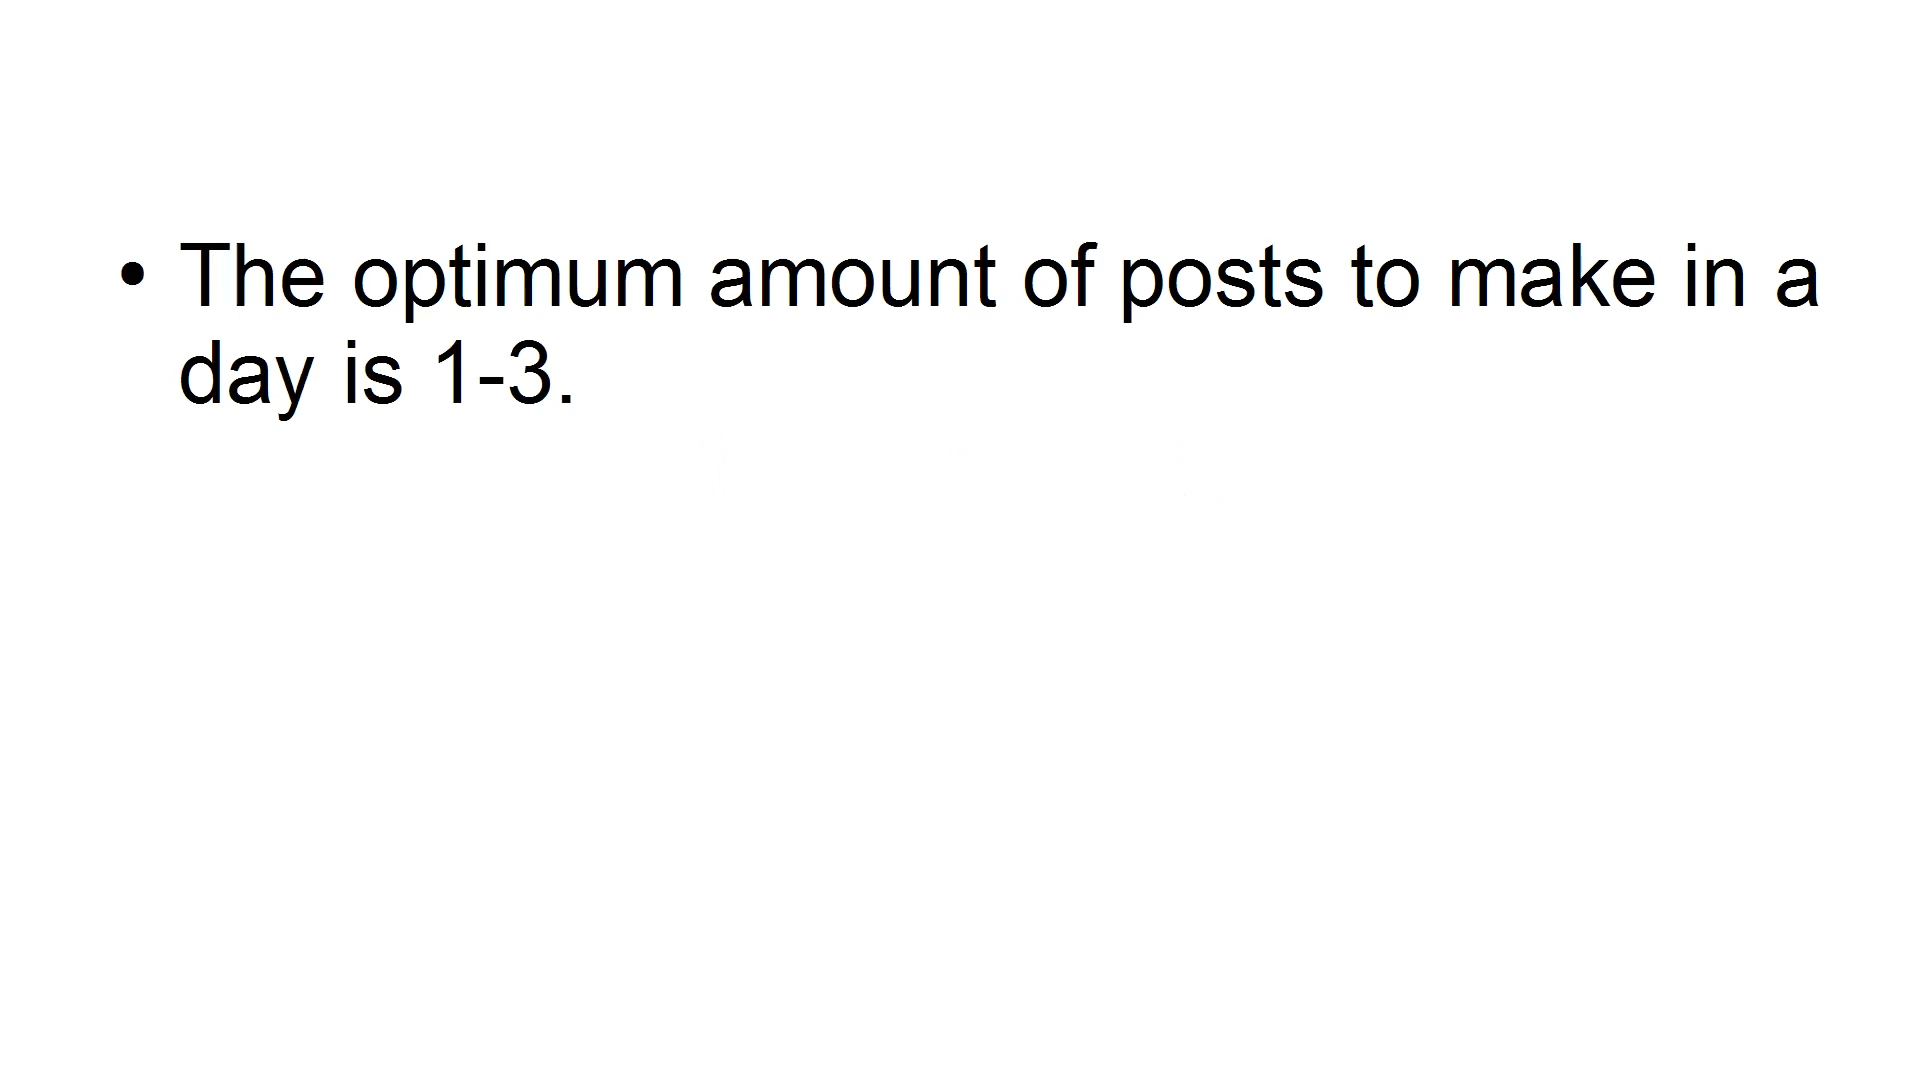 • The optimum amount of posts to make in a
day is 1-3.